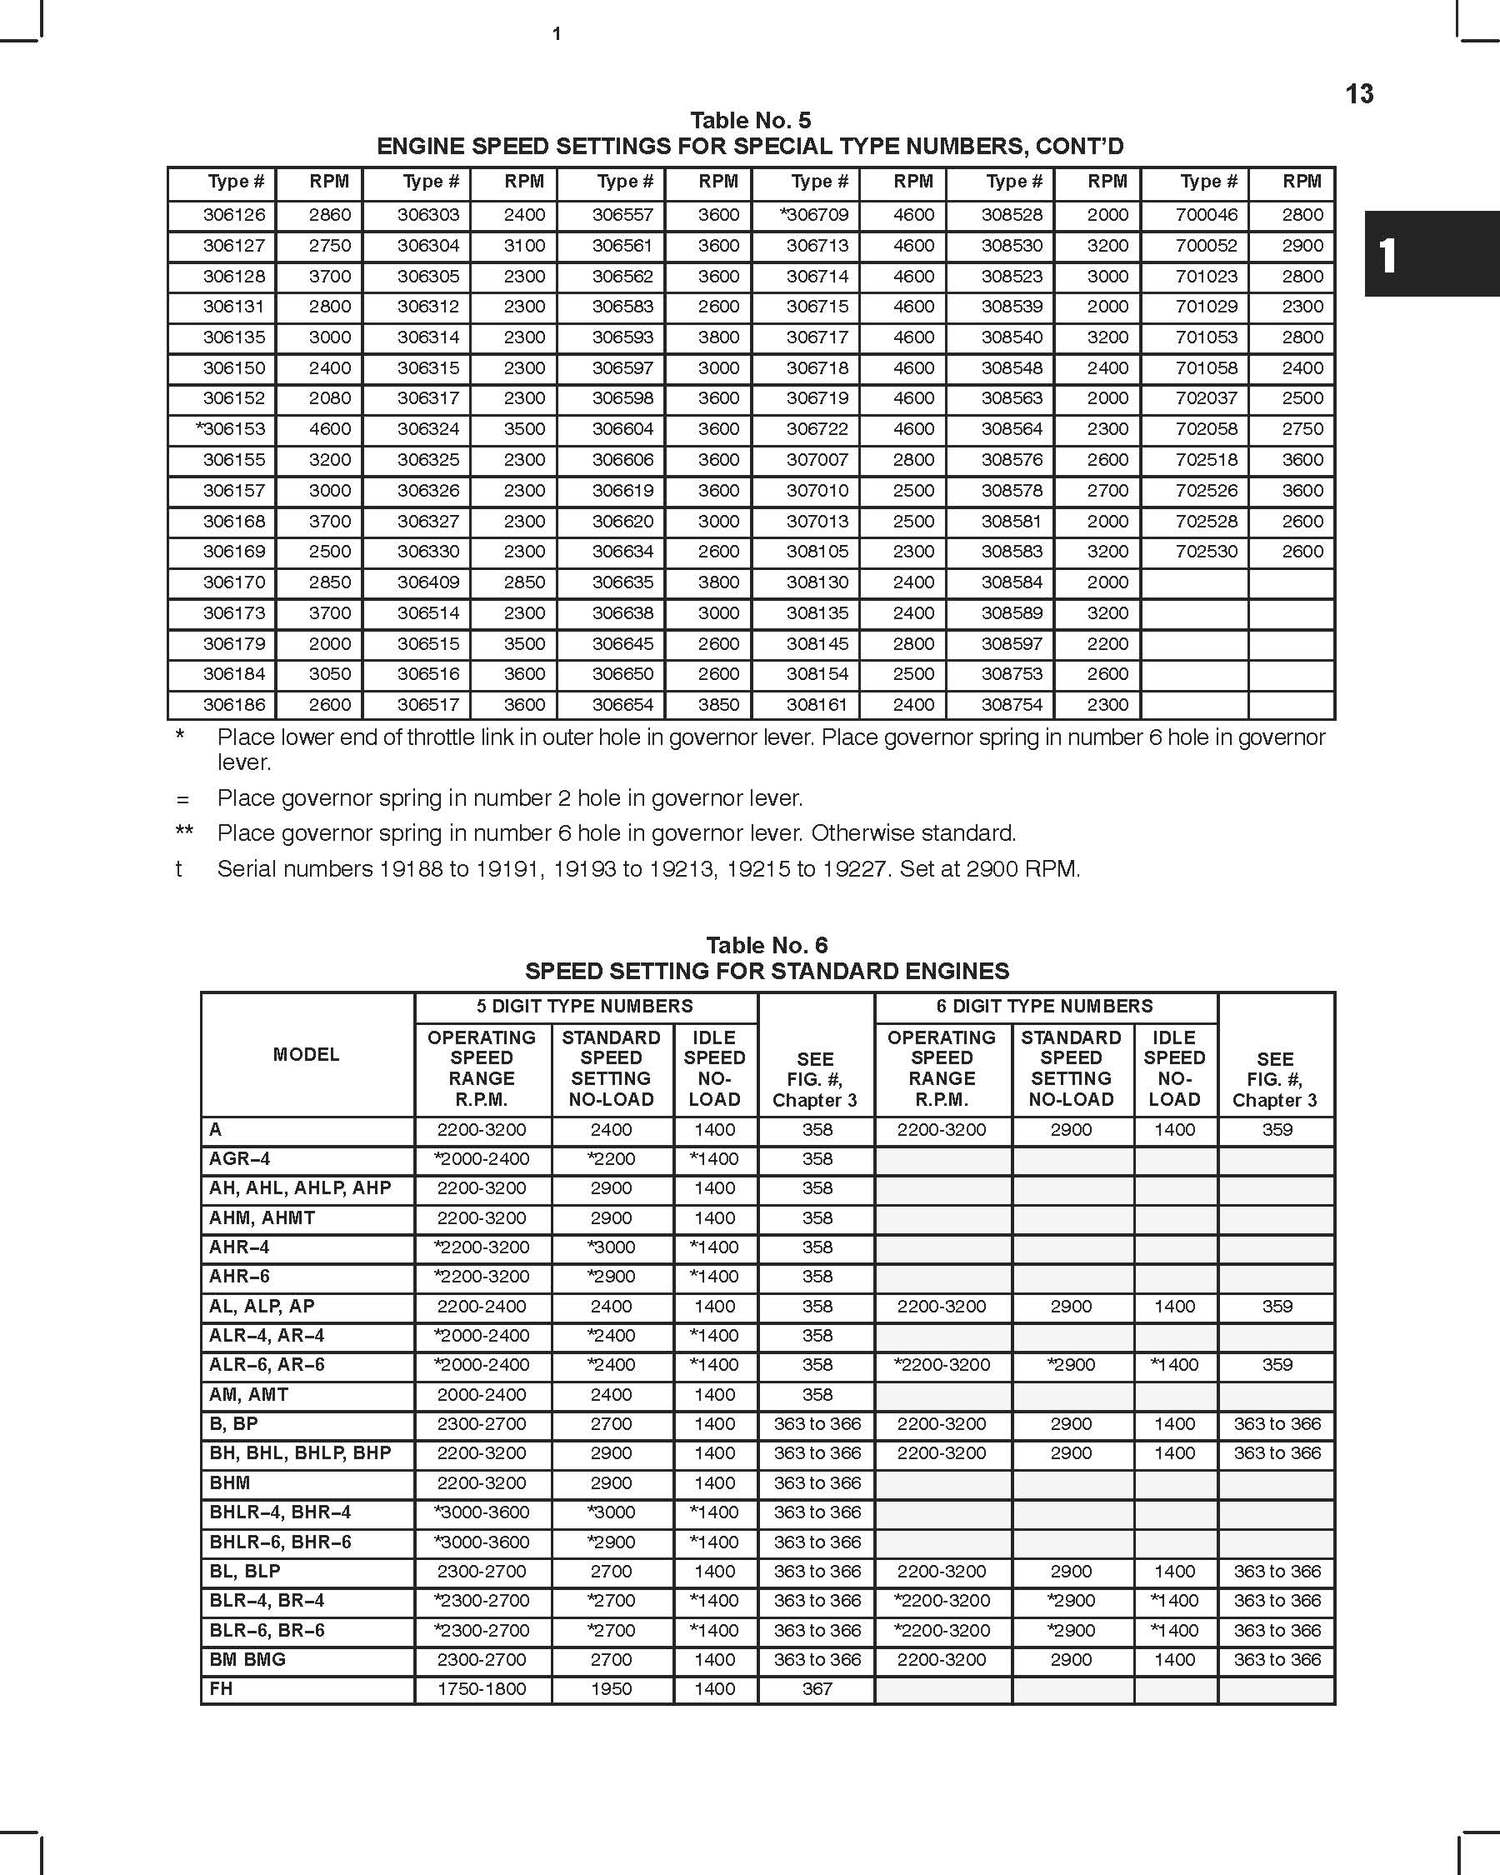 1
13
Table No. 5
ENGINE SPEED SETTINGS FOR SPECIAL TYPE NUMBERS, CONT’D
Type # RPM Type # RPM Type # RPM Type # RPM Type # RPM Type # RPM
306126 2860 306303 2400 306557 3600 *306709 4600 308528 2000 700046 2800
306127 2750 306304 3100 306561 3600 306713 4600 308530 3200 700052 2900
1
306128 3700 306305 2300 306562 3600 306714 4600 308523 3000 701023 2800
306131 2800 306312 2300 306583 2600 306715 4600 308539 2000 701029 2300
306135 3000 306314 2300 306593 3800 306717 4600 308540 3200 701053 2800
306150 2400 306315 2300 306597 3000 306718 4600 308548 2400 701058 2400
306152 2080 306317 2300 306598 3600 306719 4600 308563 2000 702037 2500
*306153 4600 306324 3500 306604 3600 306722 4600 308564 2300 702058 2750
306155 3200 306325 2300 306606 3600 307007 2800 308576 2600 702518 3600
306157 3000 306326 2300 306619 3600 307010 2500 308578 2700 702526 3600
306168 3700 306327 2300 306620 3000 307013 2500 308581 2000 702528 2600
306169 2500 306330 2300 306634 2600 308105 2300 308583 3200 702530 2600
306170 2850 306409 2850 306635 3800 308130 2400 308584 2000
306173 3700 306514 2300 306638 3000 308135 2400 308589 3200
306179 2000 306515 3500 306645 2600 308145 2800 308597 2200
306184 3050 306516 3600 306650 2600 308154 2500 308753 2600
306186 2600 306517 3600 306654 3850 308161 2400 308754 2300
* Place lower end of throttle link in outer hole in governor lever. Place governor spring in number 6 hole in governor
lever.
= Place governor spring in number 2 hole in governor lever.
** Place governor spring in number 6 hole in governor lever. Otherwise standard.
t Serial numbers 19188 to 19191, 19193 to 19213, 19215 to 19227. Set at 2900 RPM.
Table No. 6
SPEED SETTING FOR STANDARD ENGINES
5 DIGIT TYPE NUMBERS 6 DIGIT TYPE NUMBERS
OPERATING STANDARD IDLE OPERATING STANDARD IDLE
MODEL SPEED SPEED SPEED SEE SPEED SPEED SPEED SEE
RANGE SETTING NO- FIG. #, RANGE SETTING NO- FIG. #,
R.P.M. NO-LOAD LOAD Chapter 3 R.P.M. NO-LOAD LOAD Chapter 3
A 2200-3200 2400 1400 358 2200-3200 2900 1400 359
AGR–4 *2000-2400 *2200 *1400 358
AH, AHL, AHLP, AHP 2200-3200 2900 1400 358
AHM, AHMT 2200-3200 2900 1400 358
AHR–4 *2200-3200 *3000 *1400 358
AHR–6 *2200-3200 *2900 *1400 358
AL, ALP, AP 2200-2400 2400 1400 358 2200-3200 2900 1400 359
ALR–4, AR–4 *2000-2400 *2400 *1400 358
ALR–6, AR–6 *2000-2400 *2400 *1400 358 *2200-3200 *2900 *1400 359
AM, AMT 2000-2400 2400 1400 358
B, BP 2300-2700 2700 1400 363 to 366 2200-3200 2900 1400 363 to 366
BH, BHL, BHLP, BHP 2200-3200 2900 1400 363 to 366 2200-3200 2900 1400 363 to 366
BHM 2200-3200 2900 1400 363 to 366
BHLR–4, BHR–4 *3000-3600 *3000 *1400 363 to 366
BHLR–6, BHR–6 *3000-3600 *2900 *1400 363 to 366
BL, BLP 2300-2700 2700 1400 363 to 366 2200-3200 2900 1400 363 to 366
BLR–4, BR–4 *2300-2700 *2700 *1400 363 to 366 *2200-3200 *2900 *1400 363 to 366
BLR–6, BR–6 *2300-2700 *2700 *1400 363 to 366 *2200-3200 *2900 *1400 363 to 366
BM BMG 2300-2700 2700 1400 363 to 366 2200-3200 2900 1400 363 to 366
FH 1750-1800 1950 1400 367